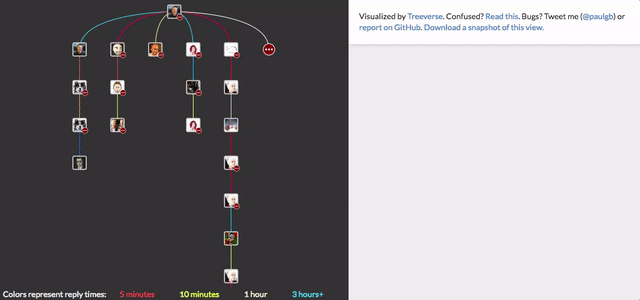 Visualized by Treeverse. Confused? Read this. Bugs? Tweet me (@paulgb) or
report on GitHub. Download a snapshot of this view.
Colors represent reply times: 5 minutes 10 minutes 1 hour 3 hours+